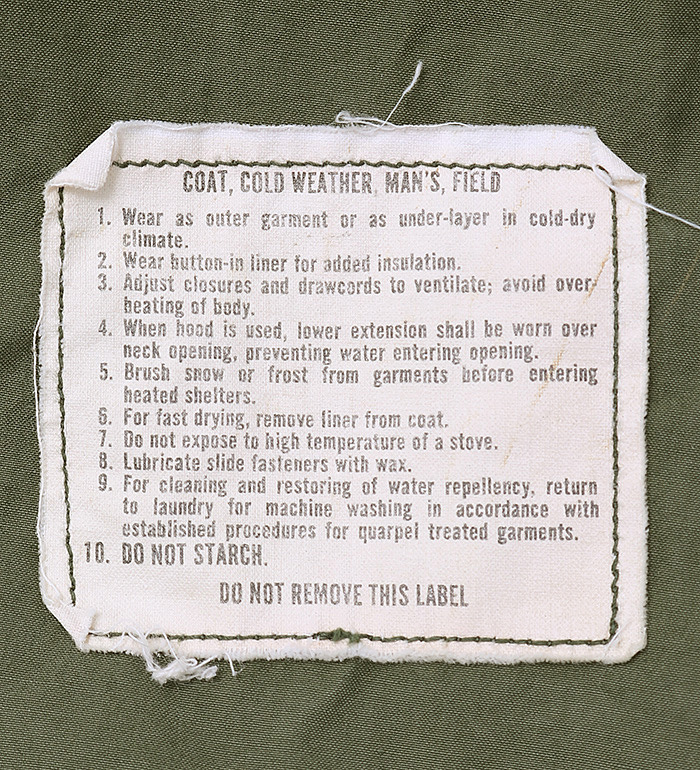 COAT, COLD WEATHER, MAN'S, FIELD
1. Wear as outer garment or as under-layer in cold-dry
climate.
2. Wear button-in liner for added insulation.
3. Adjust closures and drawcords to ventilate; avoid over-
heating of body.
4. When hood is used, lower extension shall be worn over
neck opening, preventing water entering opening.
5. Brush snow or frost from garments before entering
heated shelters.
6. For fast drying, remove liner from coat.
7. Do not expose to high temperature of a stove.
8. Lubricate slide fasteners with wax.
9. For cleaning and restoring of water repellency, return
to laundry for machine washing in accordance with
established procedures for quarpel treated garments.
10. DO NOT STARCH.
DO NOT REMOVE THIS LABEL